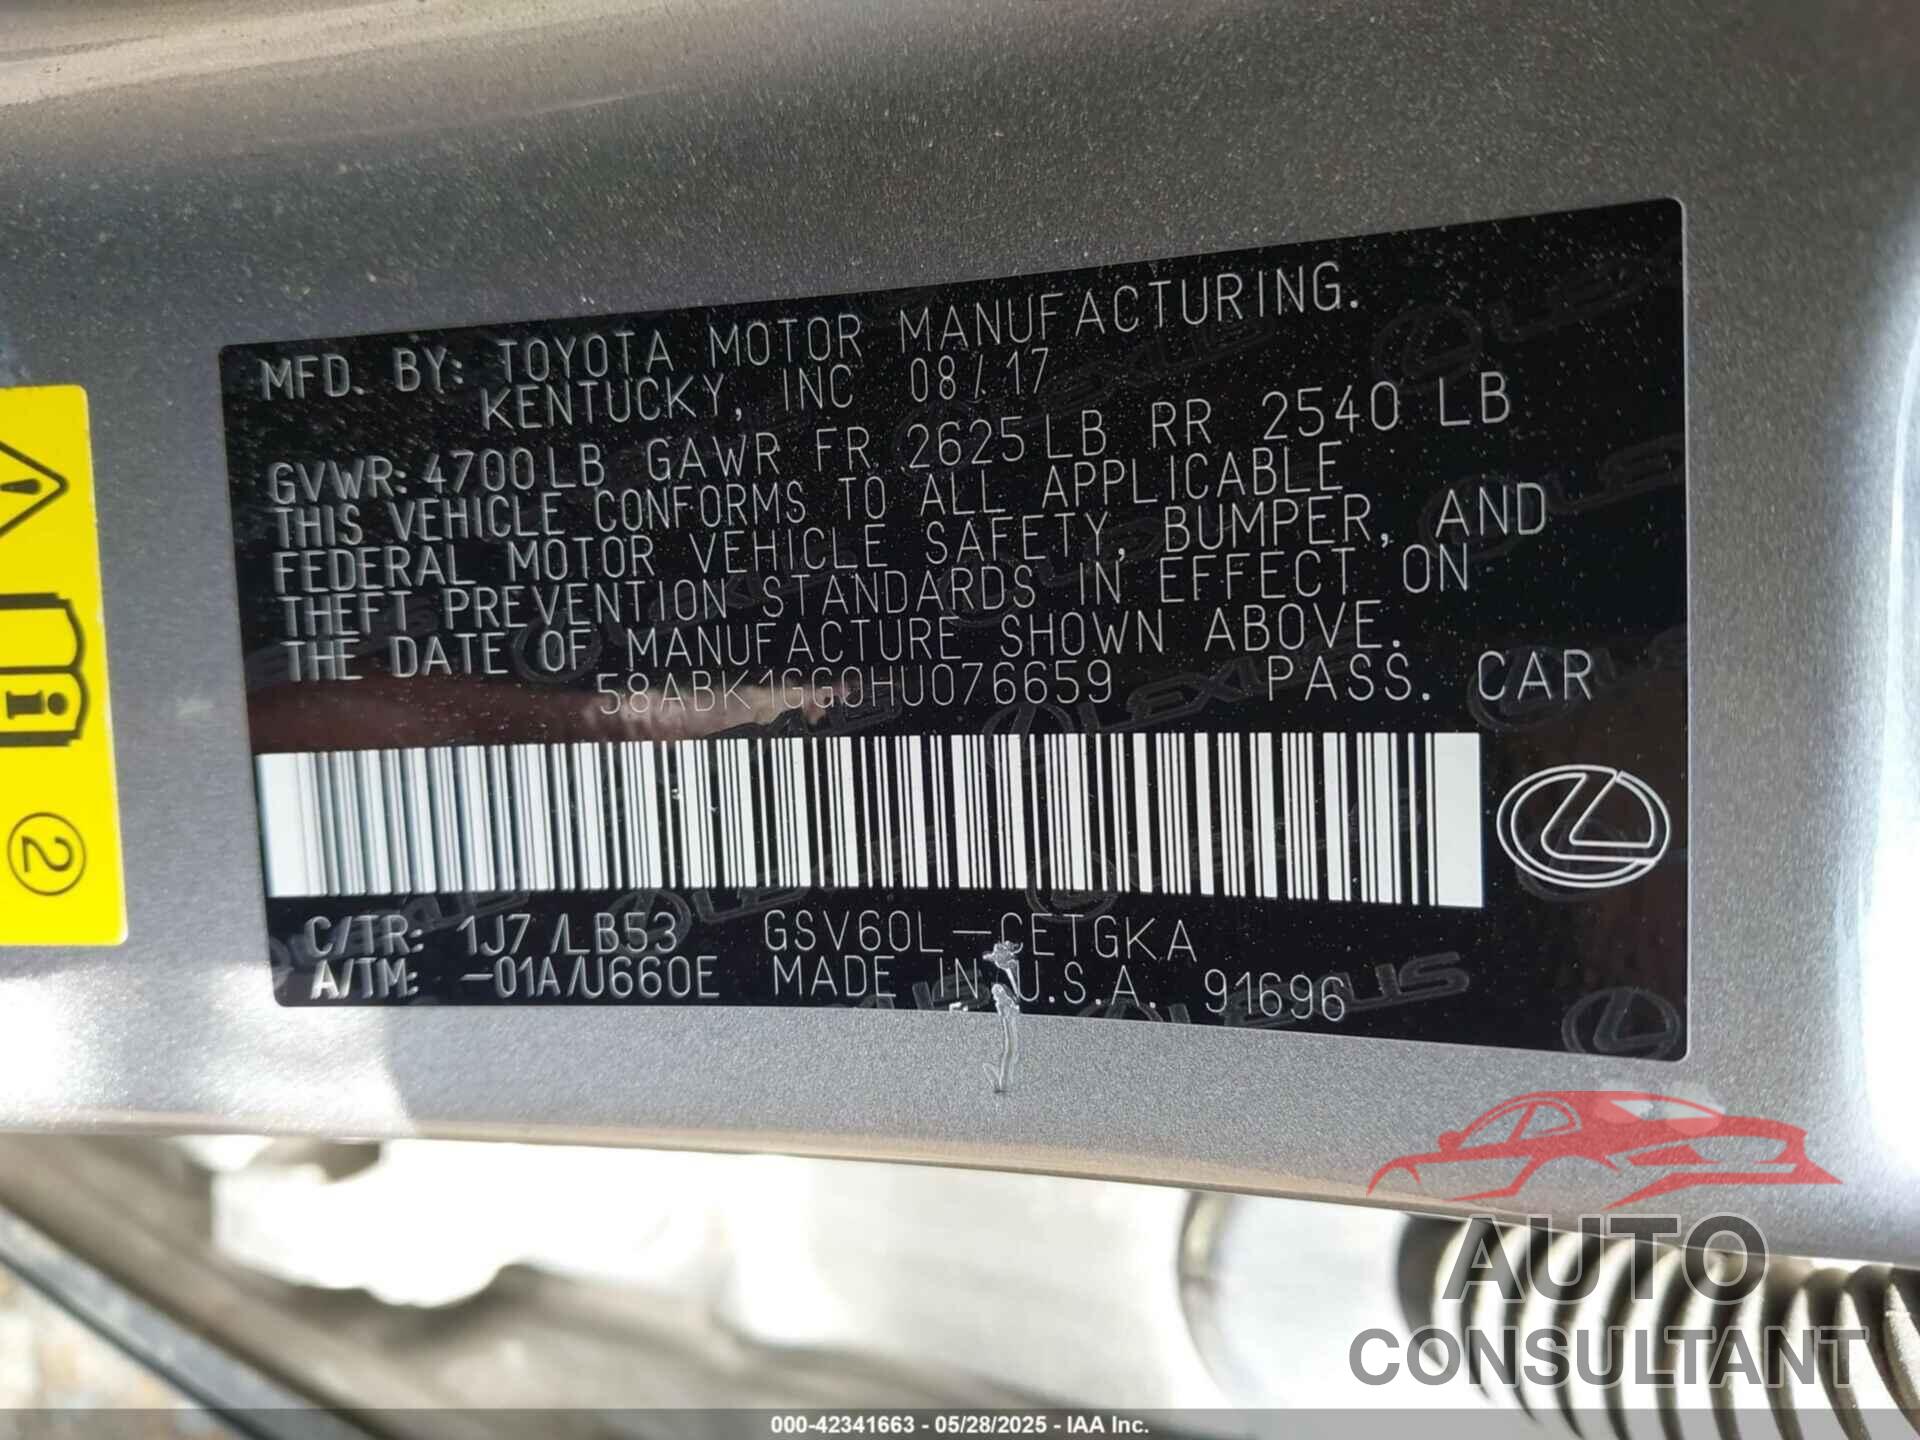 MFD. BY: TOYOTA MOTOR MANUFACTURING.
KENTUCKY, INC 08/17
GVWR: 4700LB GAWR FR 2625LB RR 2540 LB
THIS VEHICLE CONFORMS TO ALL APPLICABLE
FEDERAL MOTOR VEHICLE SAFETY, BUMPER, AND
THEFT PREVENTION STANDARDS IN EFFECT ON
THE DATE OF MANUFACTURE SHOWN ABOVE.
58ABK1GG0HU076659 PASS. CAR
C/TR: 1J7 /LB53 GSV60L-CETGKA
A/TM: -01A/U660E MADE IN U.S.A. 91696
2
AUTO
CONSULTANT
000-42341663 - 05/28/2025 - IAA Inc.